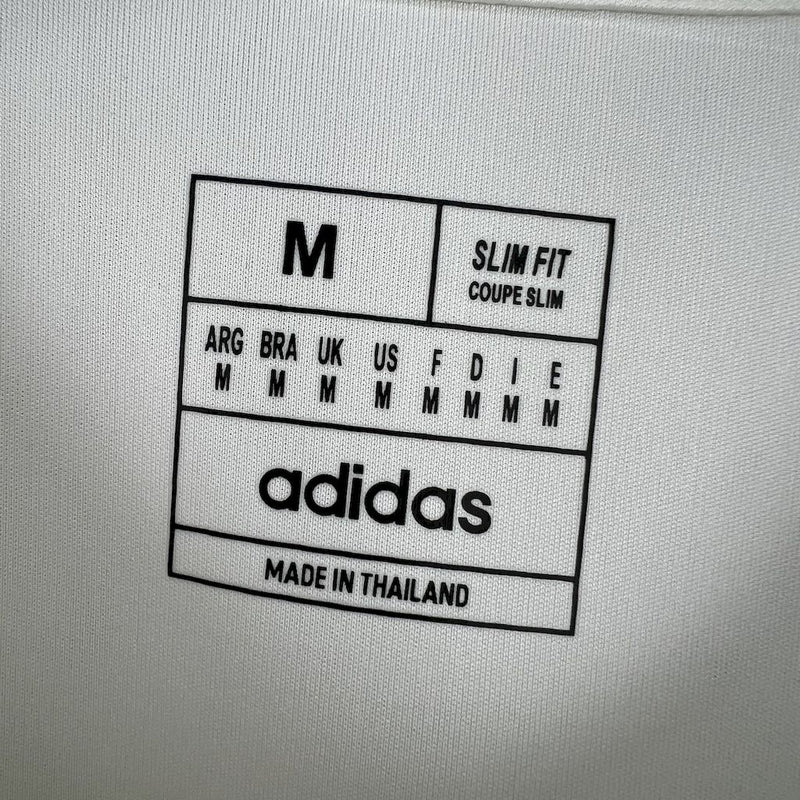 M
SLIM FIT
COUPE SLIM
ARG BRA UK US F D I E
M M M M M M M M
adidas
MADE IN THAILAND